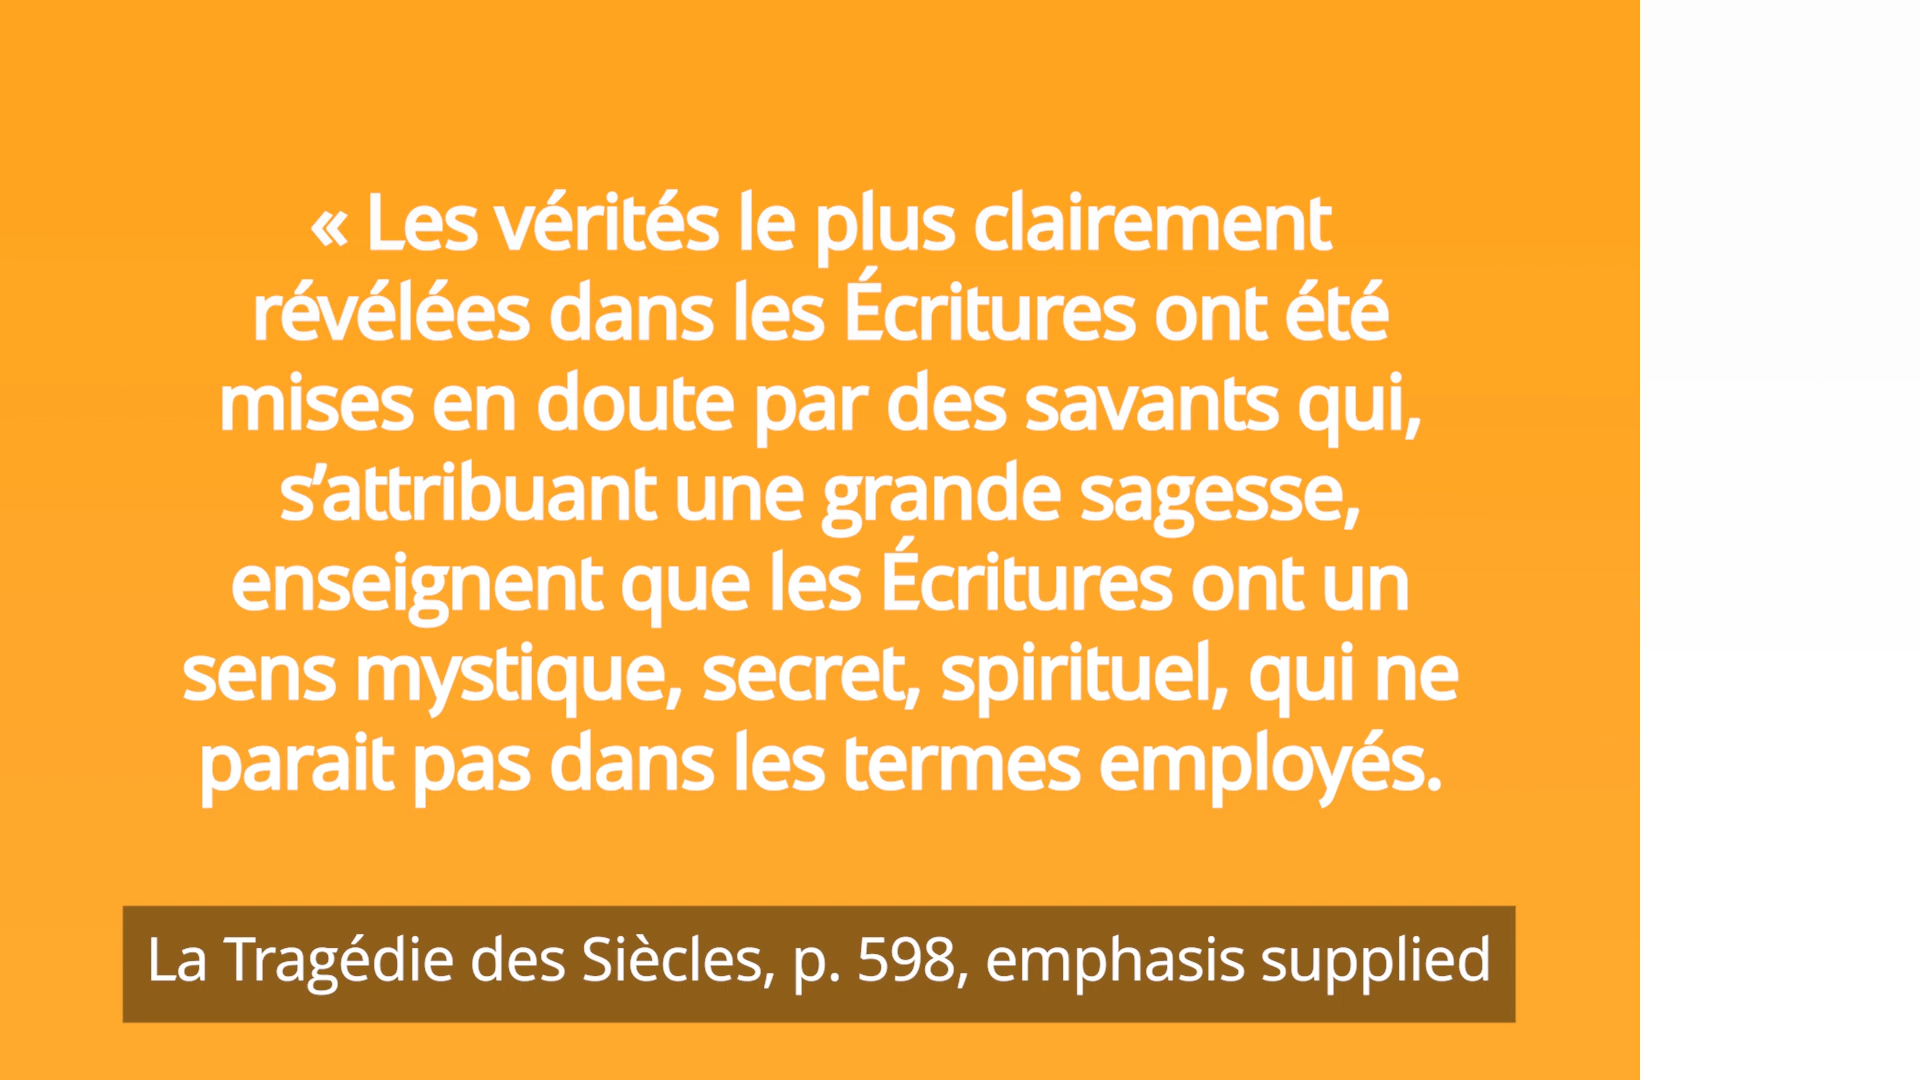 « Les vérités le plus clairement
révélées dans les Écritures ont été
mises en doute par des savants qui,
s’attribuant une grande sagesse,
enseignent que les Écritures ont un
sens mystique, secret, spirituel, qui ne
parait pas dans les termes employés.
La Tragédie des Siècles, p. 598, emphasis supplied